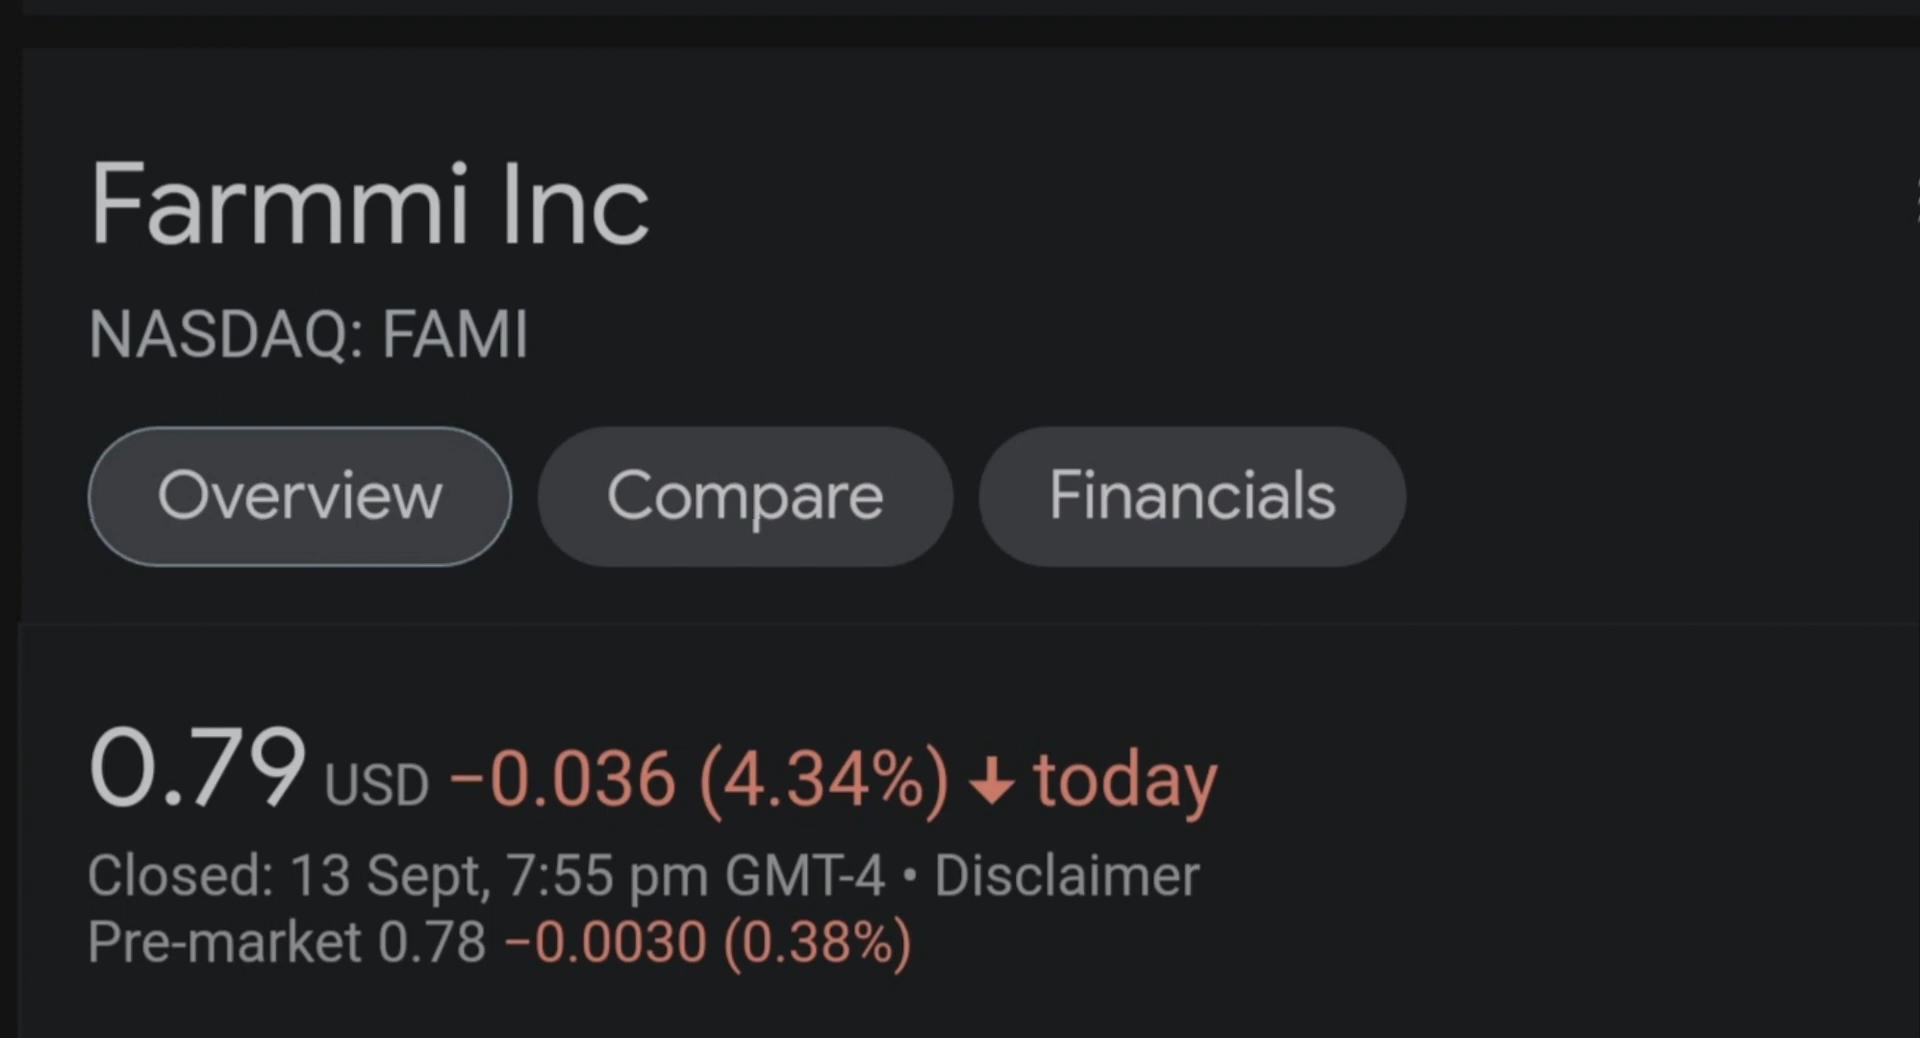 Farmmi Inc
NASDAQ: FAMI
Overview Compare Financials
0.79 USD −0.036 (4.34%) ↓ today
Closed: 13 Sept, 7:55 pm GMT-4 • Disclaimer
Pre-market 0.78 −0.0030 (0.38%)